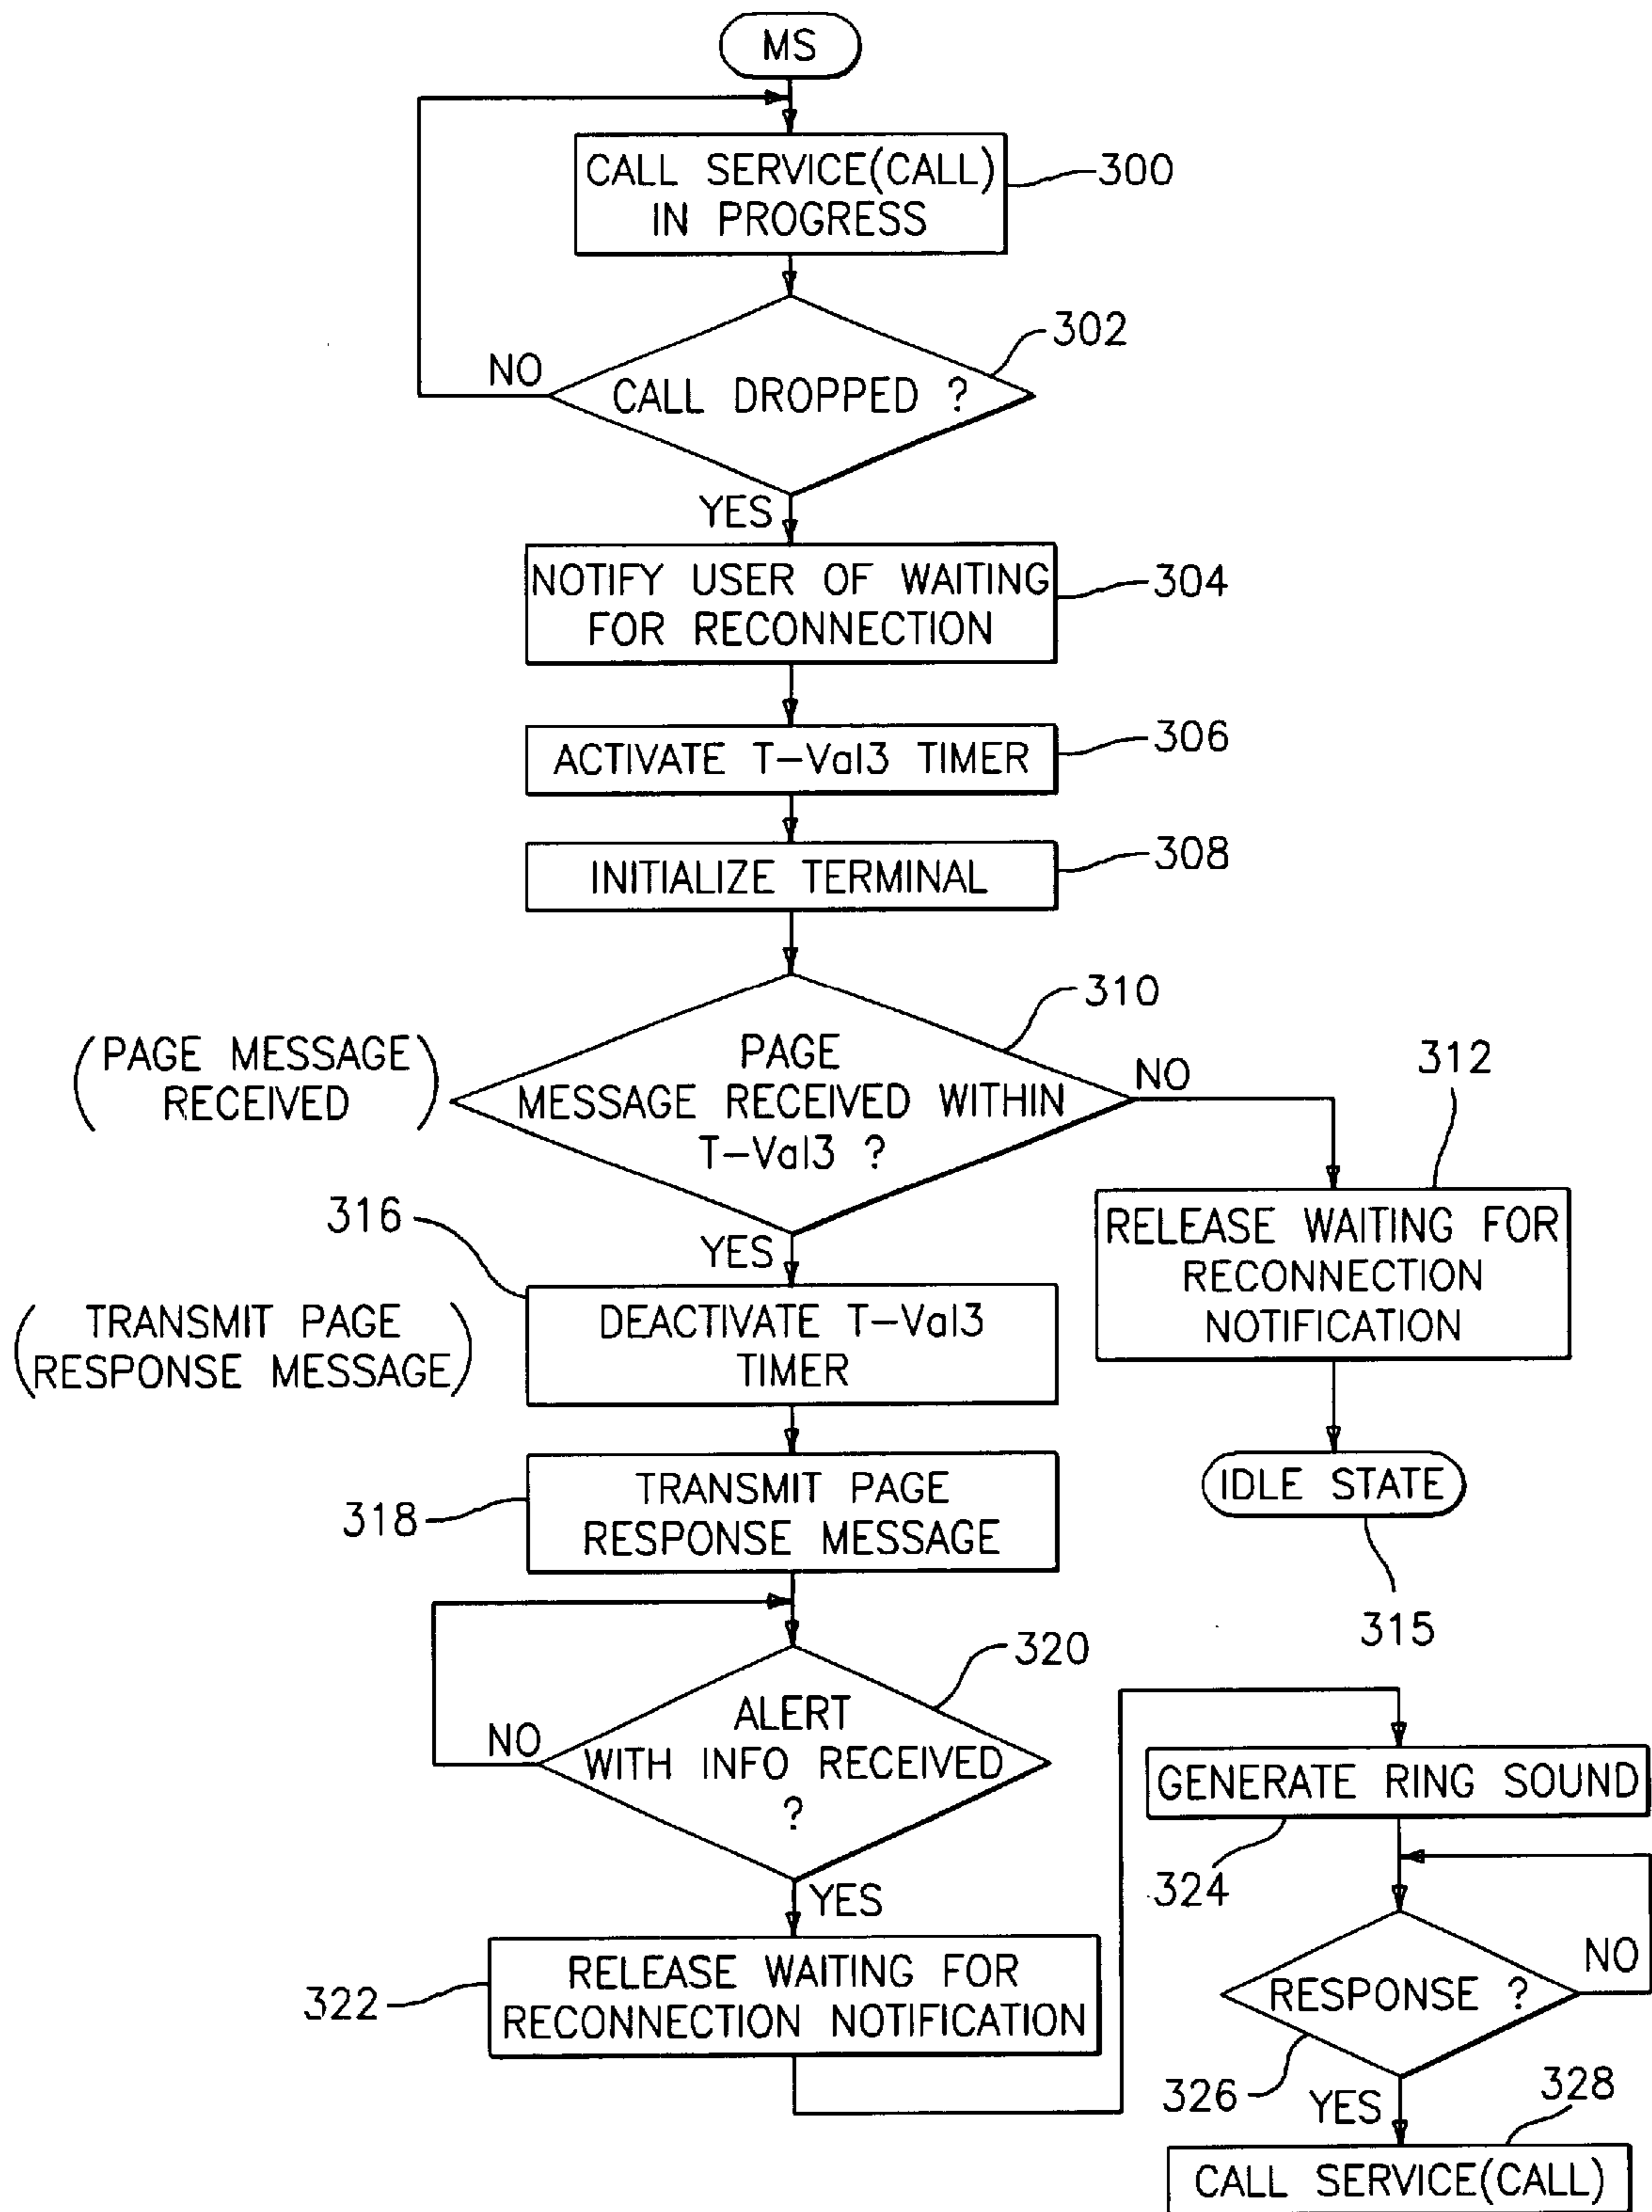 MS
CALL SERVICE(CALL)
IN PROGRESS
300
302
NO
CALL DROPPED ?
YES
NOTIFY USER OF WAITING
FOR RECONNECTION
304
ACTIVATE T-Val3 TIMER
306
INITIALIZE TERMINAL
308
310
(PAGE MESSAGE
RECEIVED)
PAGE
MESSAGE RECEIVED WITHIN
T-Val3 ?
NO
312
RELEASE WAITING FOR
RECONNECTION
NOTIFICATION
IDLE STATE
315
YES
316
(TRANSMIT PAGE
RESPONSE MESSAGE)
DEACTIVATE T-Val3
TIMER
318
TRANSMIT PAGE
RESPONSE MESSAGE
320
NO
ALERT
WITH INFO RECEIVED
?
YES
322
RELEASE WAITING FOR
RECONNECTION NOTIFICATION
GENERATE RING SOUND
324
RESPONSE ?
NO
326
YES
328
CALL SERVICE(CALL)